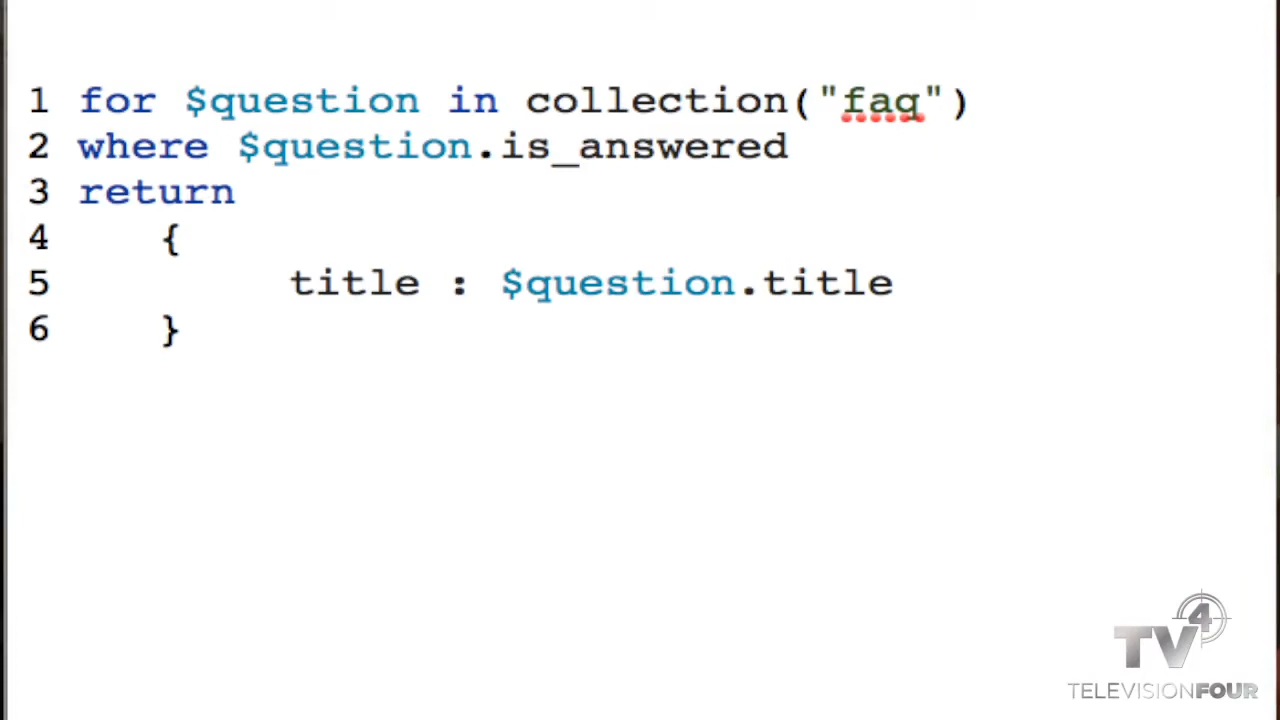 1 for $question in collection("faq")
2 where $question.is_answered
3 return
4 {
5 title : $question.title
6 }
TV4
TELEVISIONFOUR